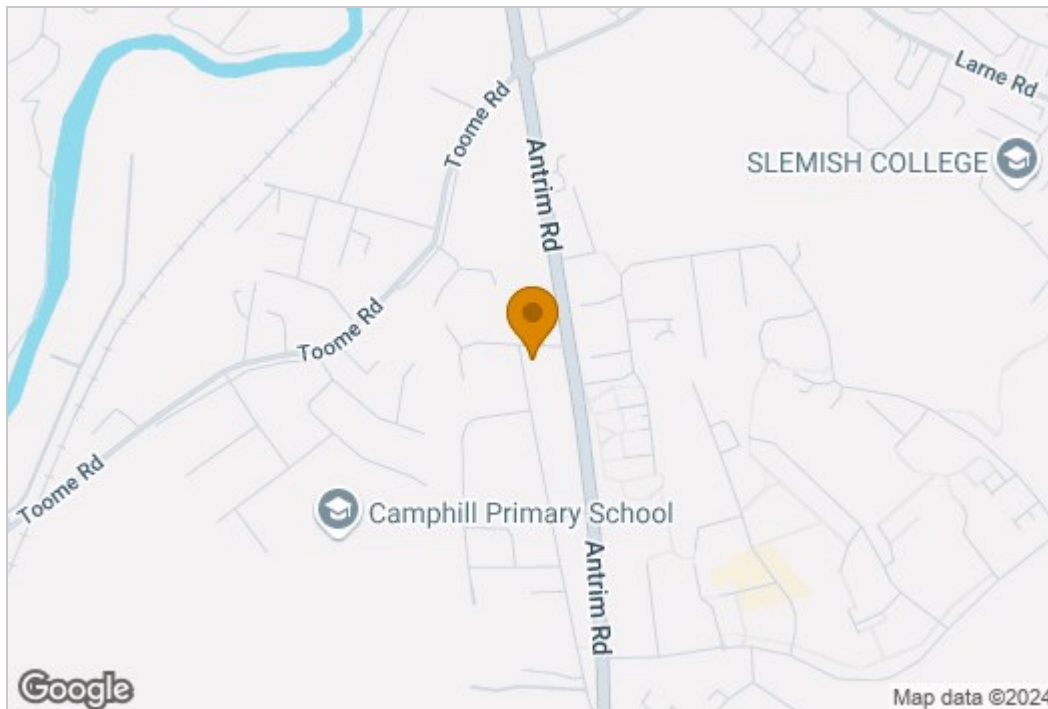 Larne Rd
Toome Rd
Antrim Rd
SLEMISH COLLEGE
Toome Rd
Toome Rd
Camphill Primary School
Antrim Rd
Google
Map data ©2024